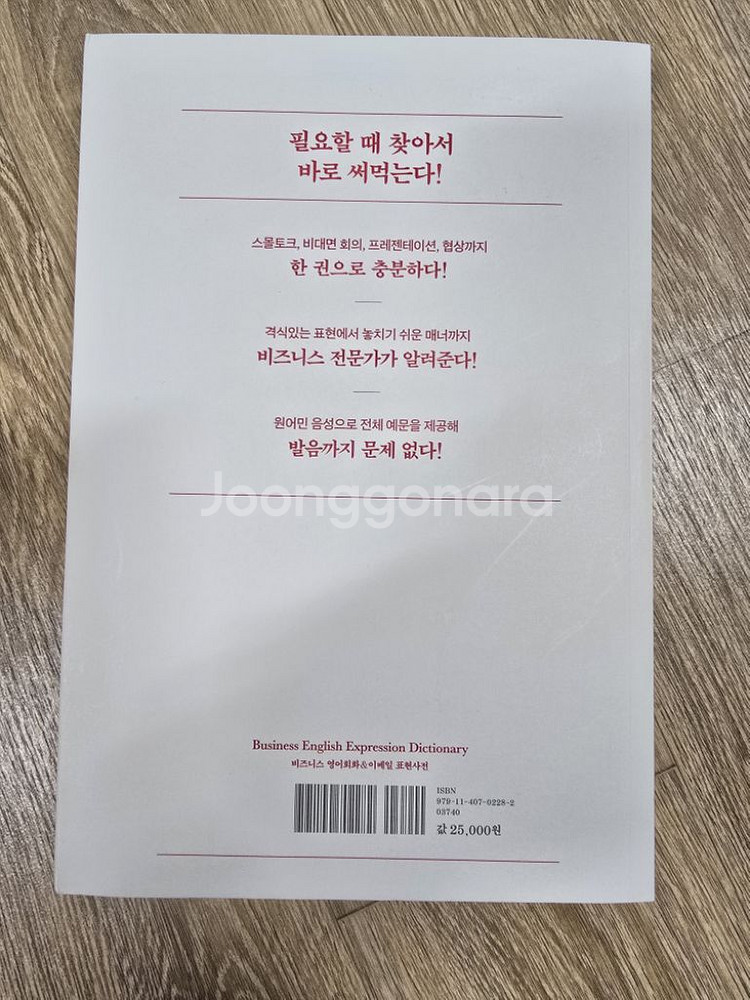 필요할 때 찾아서
바로 써먹는다!
스몰토크, 비대면 회의, 프레젠테이션, 협상까지
한 권으로 충분하다!
격식있는 표현에서 놓치기 쉬운 매너까지
비즈니스 전문가가 알려준다!
원어민 음성으로 전체 예문을 제공해
발음까지 문제 없다!
Joonggonara
Business English Expression Dictionary
비즈니스 영어회화&이메일 표현사전
ISBN
979-11-407-0228-2
03740
값 25,000원